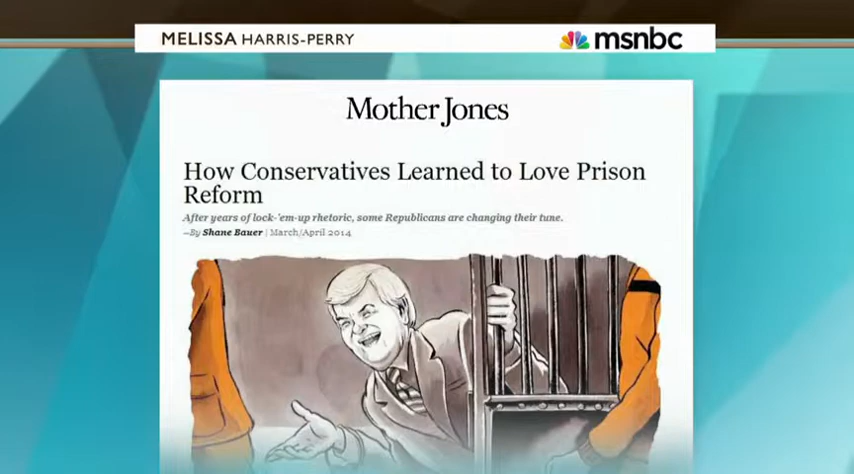 MELISSA HARRIS-PERRY
msnbc
Mother Jones
How Conservatives Learned to Love Prison
Reform
After years of lock-'em-up rhetoric, some Republicans are changing their tune.
—By Shane Bauer | March/April 2014